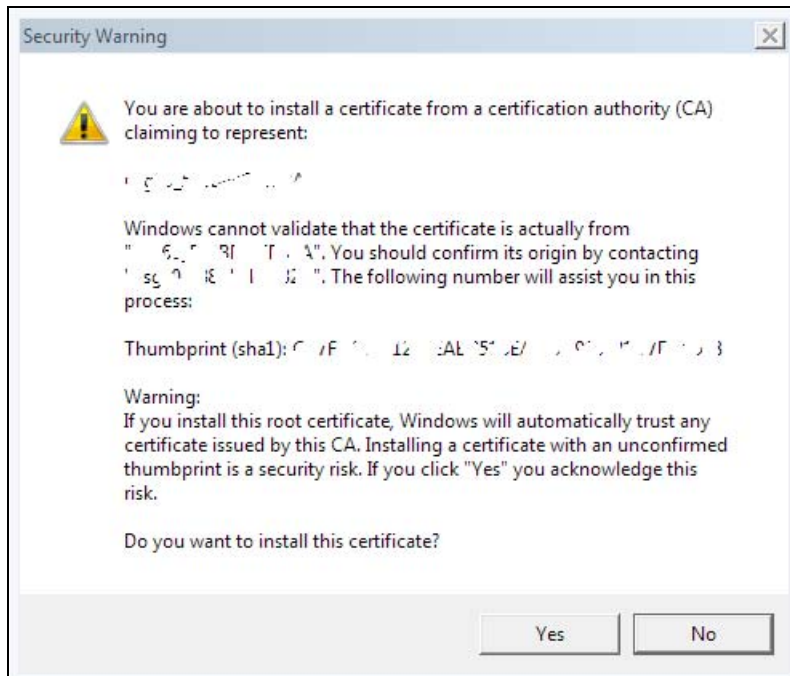 Security Warning
You are about to install a certificate from a certification authority (CA)
claiming to represent:
Windows cannot validate that the certificate is actually from
". You should confirm its origin by contacting
". The following number will assist you in this
process:
Thumbprint (sha1):
Warning:
If you install this root certificate, Windows will automatically trust any
certificate issued by this CA. Installing a certificate with an unconfirmed
thumbprint is a security risk. If you click "Yes" you acknowledge this
risk.
Do you want to install this certificate?
Yes
No